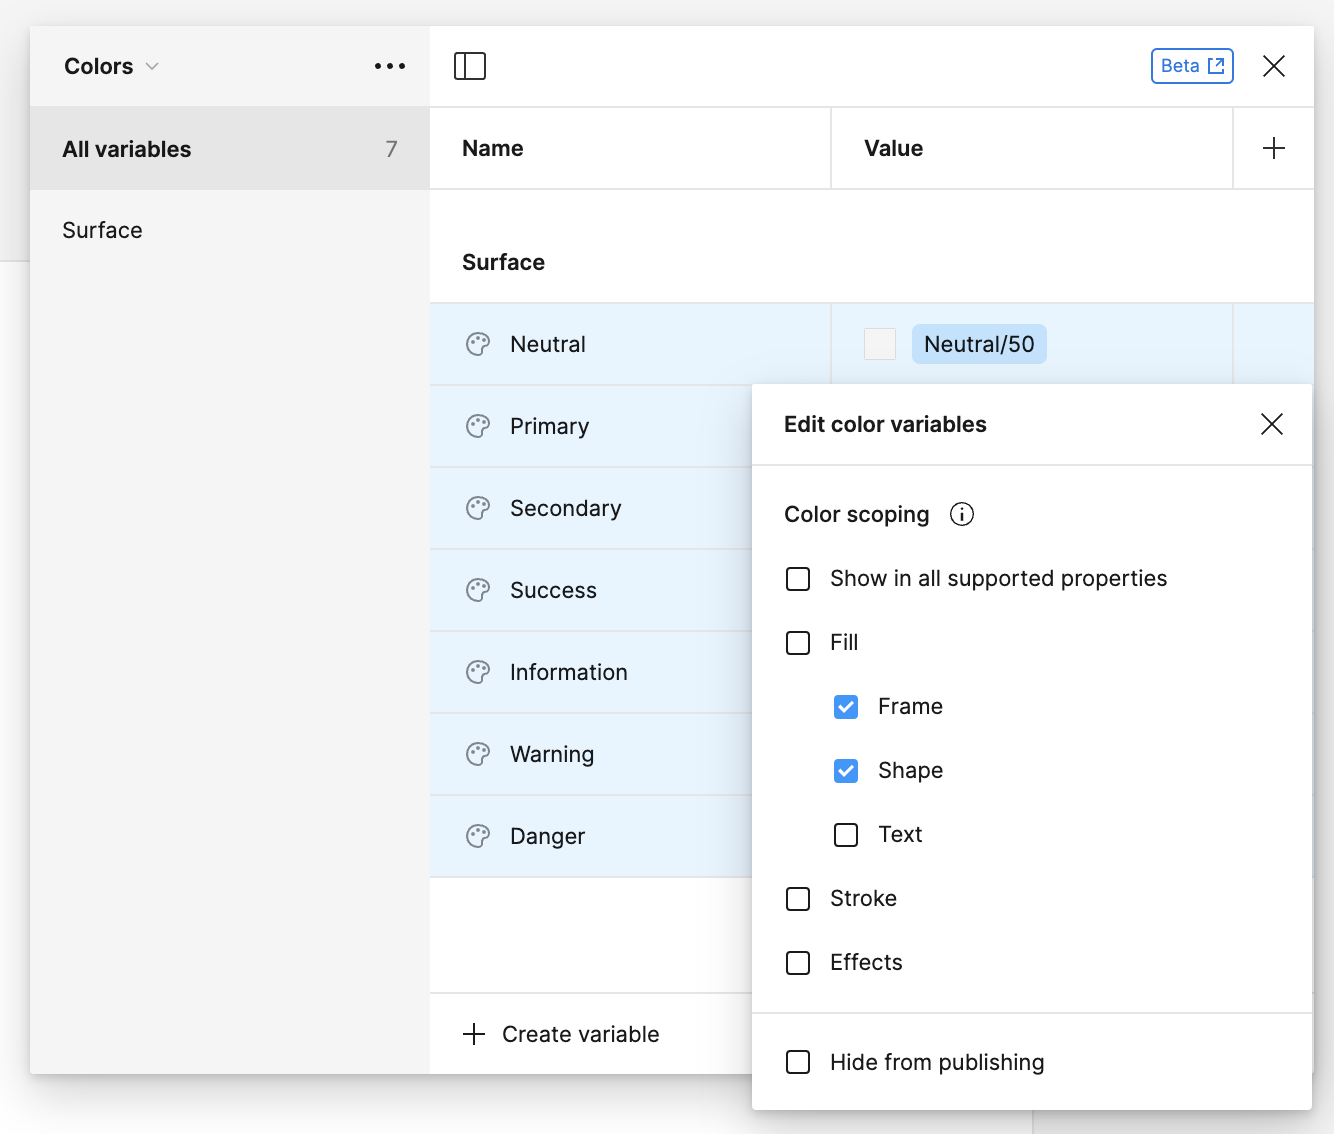 Colors
Beta
All variables 7
Name Value
Surface
Surface
Neutral Neutral/50
Primary
Secondary
Success
Information
Warning
Danger
Create variable
Edit color variables
Color scoping
Show in all supported properties
Fill
Frame
Shape
Text
Stroke
Effects
Hide from publishing